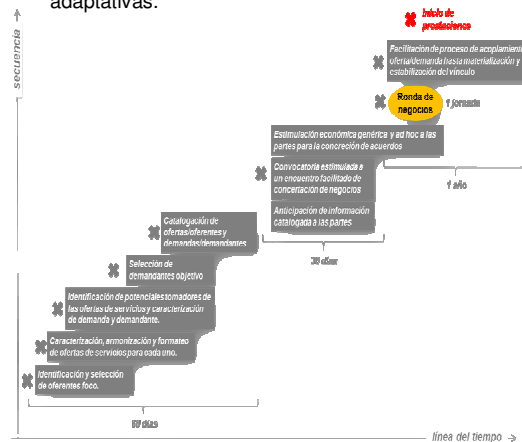 adaptativas.
secuencia
Inicio de
prestaciones
Facilitación de proceso de acoplamiento
oferta/demanda hasta materialización y
estabilización del vínculo
Ronda de
negocios
1 jornada
Estimulación económica genérica y ad hoc a las
partes para la concreción de acuerdos
Convocatoria estimulada a
un encuentro facilitado de
concertación de negocios
Anticipación de información
catalogada a las partes
1 año
30 días
Catalogación de
ofertas/oferentes y
demandas/demandantes
Selección de
demandantes objetivo
Identificación de potenciales tomadores de
las ofertas de servicios y caracterización
de demanda y demandante.
Caracterización, armonización y formateo
de ofertas de servicios para cada uno.
Identificación y selección
de oferentes foco.
días
línea del tiempo